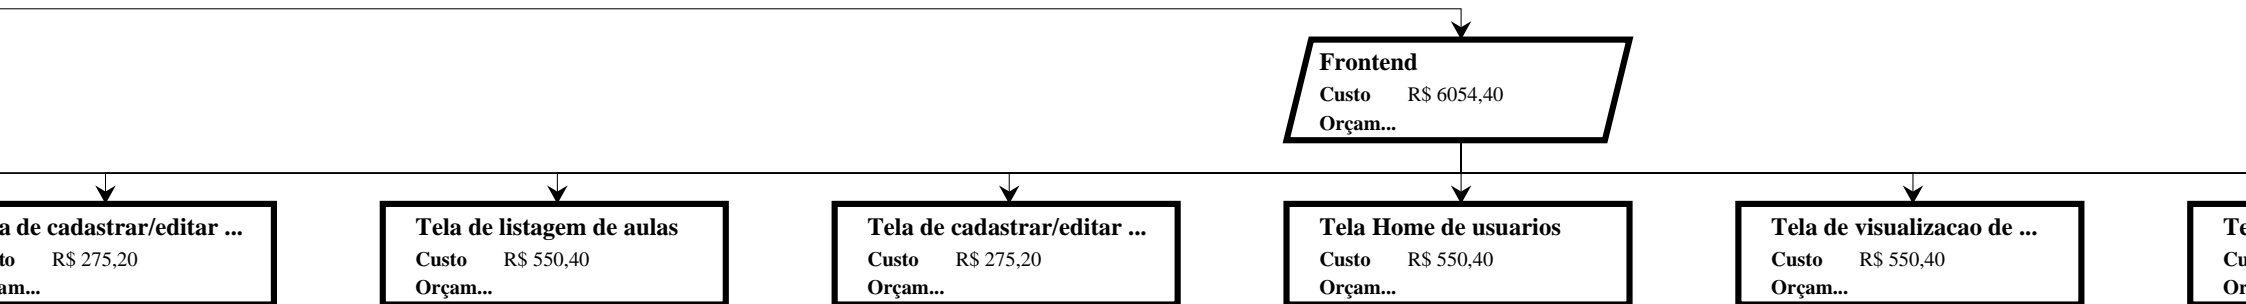 Frontend
Custo R$ 6054,40
Orçam...
a de cadastrar/editar ...
to R$ 275,20
am...
Tela de listagem de aulas
Custo R$ 550,40
Orçam...
Tela de cadastrar/editar ...
Custo R$ 275,20
Orçam...
Tela Home de usuarios
Custo R$ 550,40
Orçam...
Tela de visualizacao de ...
Custo R$ 550,40
Orçam...
Te
Cu
Or